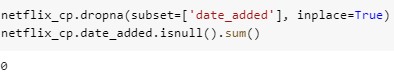 netflix_cp.dropna(subset=['date_added'], inplace=True)
netflix_cp.date_added.isnull().sum()
0